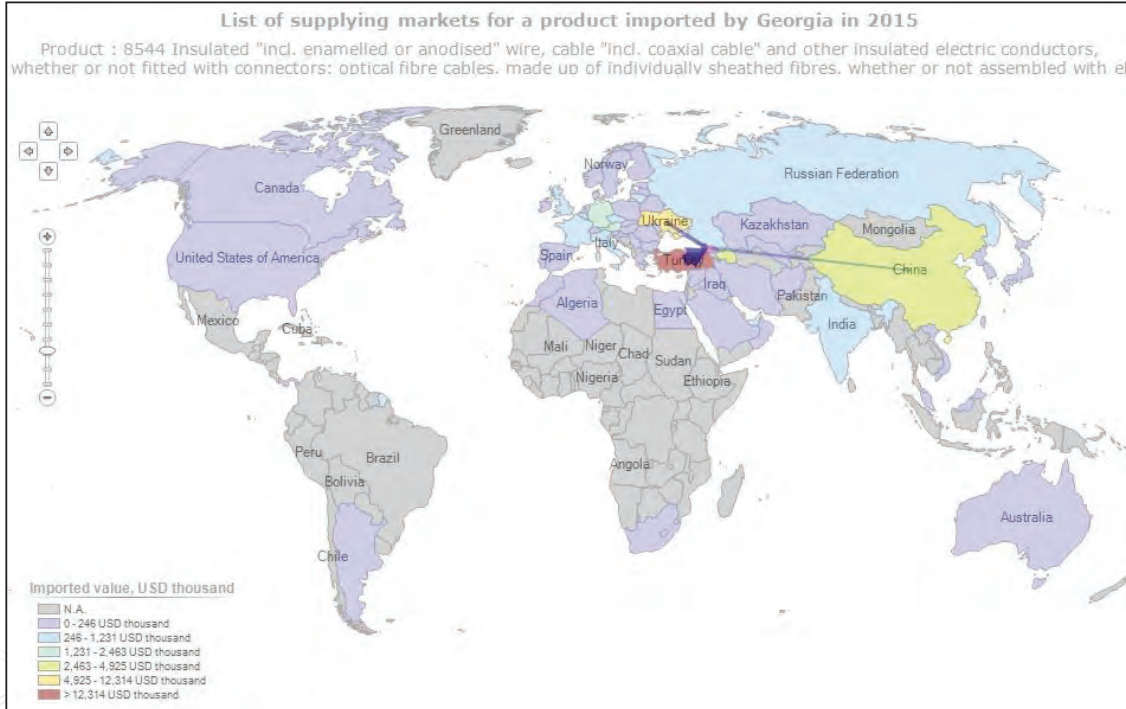 List of supplying markets for a product imported by Georgia in 2015
Product : 8544 Insulated "incl. enamelled or anodised" wire, cable "incl. coaxial cable" and other insulated electric conductors,
whether or not fitted with connectors; optical fibre cables, made up of individually sheathed fibres, whether or not assembled with el
Greenland
Norway
Russian Federation
Canada
Ukraine
Kazakhstan
Mongolia
Italy
United States of America
Spain
Turkey
China
Iraq
Algeria
Egypt
Pakistan
Mexico
Cuba
India
Mali
Niger
Chad
Sudan
Nigeria
Ethiopia
Peru
Brazil
Angola
Bolivia
Australia
Chile
Imported value, USD thousand
N.A.
0 - 246 USD thousand
246 - 1,231 USD thousand
1,231 - 2,463 USD thousand
2,463 - 4,925 USD thousand
4,925 - 12,314 USD thousand
> 12,314 USD thousand